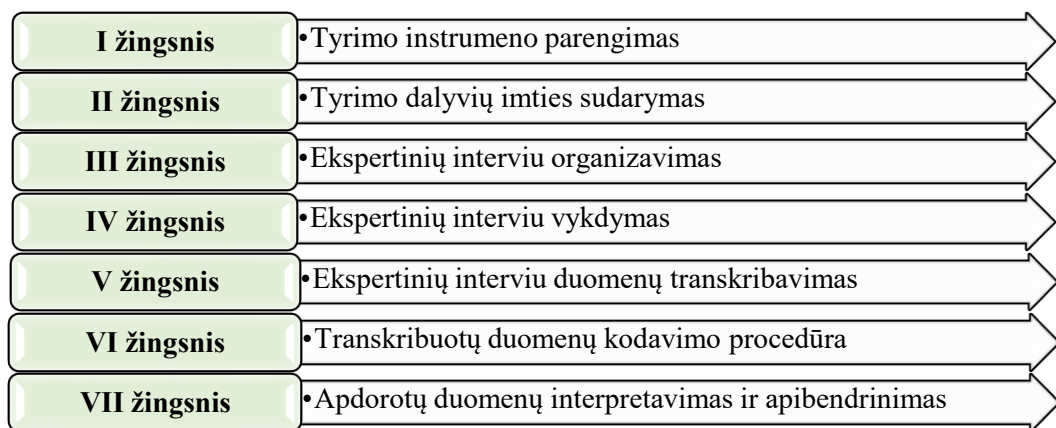 I žingsnis
•Tyrimo instrumeno parengimas
II žingsnis
•Tyrimo dalyvių imties sudarymas
III žingsnis
•Ekspertinių interviu organizavimas
IV žingsnis
•Ekspertinių interviu vykdymas
V žingsnis
•Ekspertinių interviu duomenų transkribavimas
VI žingsnis
•Transkribuotų duomenų kodavimo procedūra
VII žingsnis
•Apdorotų duomenų interpretavimas ir apibendrinimas